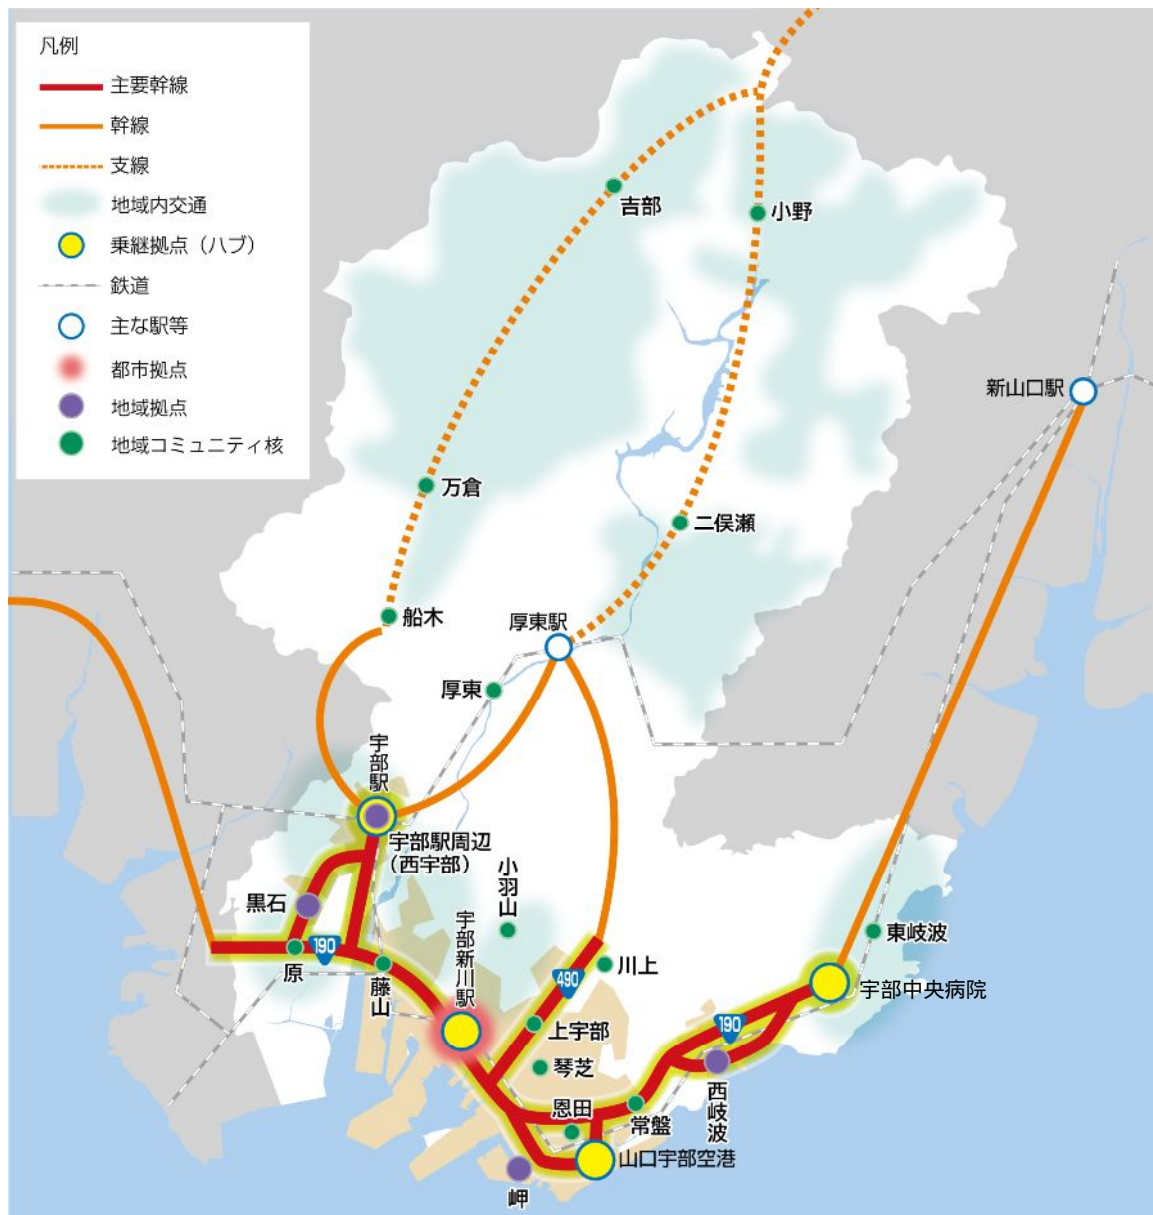 凡例
主要幹線
幹線
支線
地域内交通
乗継拠点（ハブ）
鉄道
主な駅等
都市拠点
地域拠点
地域コミュニティ核
吉部
小野
新山口駅
万倉
二俣瀬
船木
厚東駅
厚東
宇部駅
宇部駅周辺
（西宇部）
小羽山
黒石
宇部新川駅
190
原
藤山
490
川上
東岐波
宇部中央病院
上宇部
190
琴芝
西岐波
恩田
常盤
山口宇部空港
岬